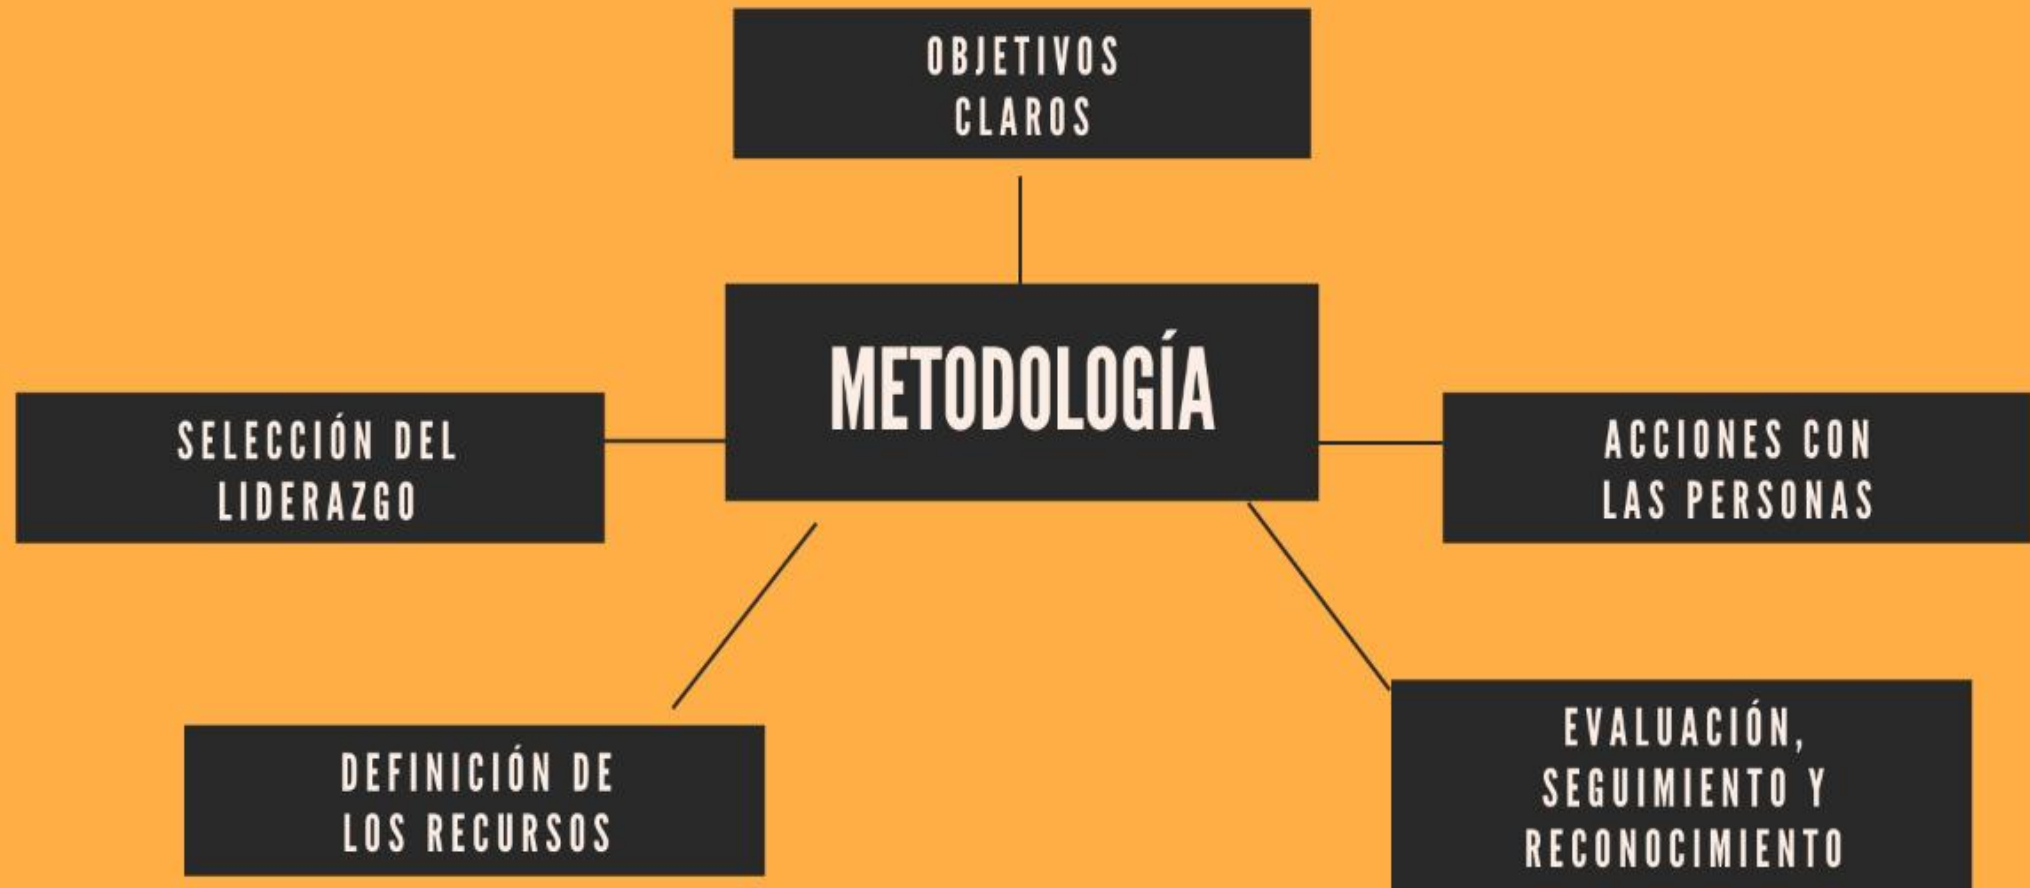 OBJETIVOS
CLAROS
METODOLOGÍA
SELECCIÓN DEL
LIDERAZGO
ACCIONES CON
LAS PERSONAS
DEFINICIÓN DE
LOS RECURSOS
EVALUACIÓN,
SEGUIMIENTO Y
RECONOCIMIENTO